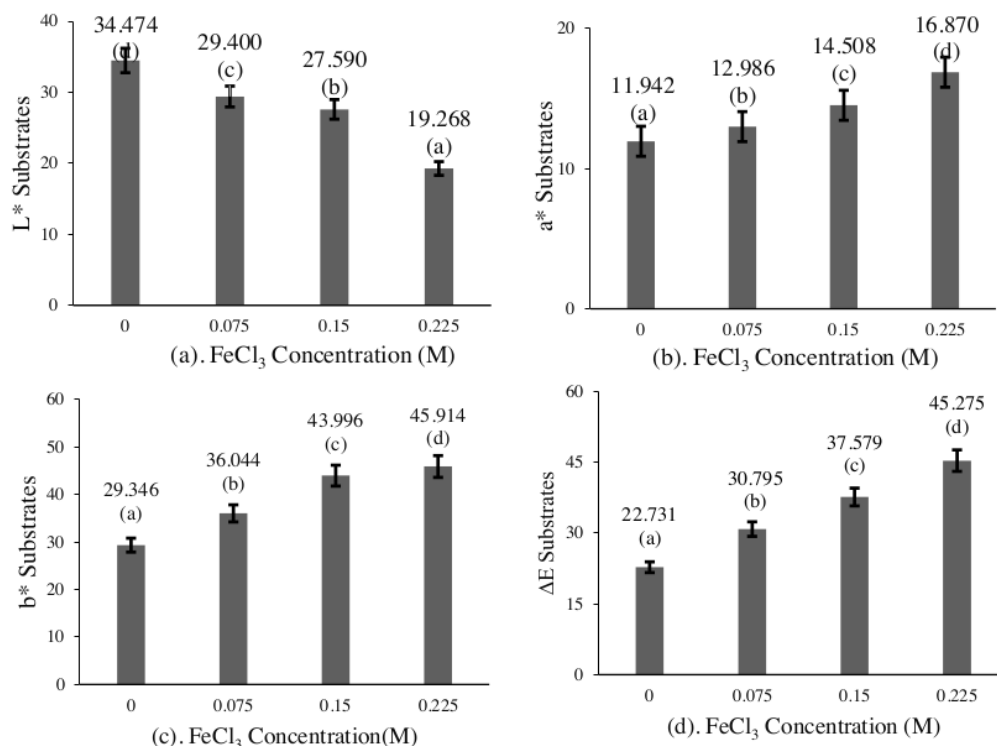 40
34.474
(d)
29.400
(c)
27.590
(b)
19.268
(a)
30
20
10
0
L* Substrates
0 0.075 0.15 0.225
(a). FeCl₃ Concentration (M)
20
16.870
(d)
14.508
(c)
12.986
(b)
11.942
(a)
10
0
a* Substrates
0 0.075 0.15 0.225
(b). FeCl₃ Concentration (M)
60
50
40
30
20
10
0
45.914
(d)
43.996
(c)
36.044
(b)
29.346
(a)
b* Substrates
0 0.075 0.15 0.225
(c). FeCl₃ Concentration(M)
60
45
30
15
0
45.275
(d)
37.579
(c)
30.795
(b)
22.731
(a)
ΔE Substrates
0 0.075 0.15 0.225
(d). FeCl₃ Concentration (M)